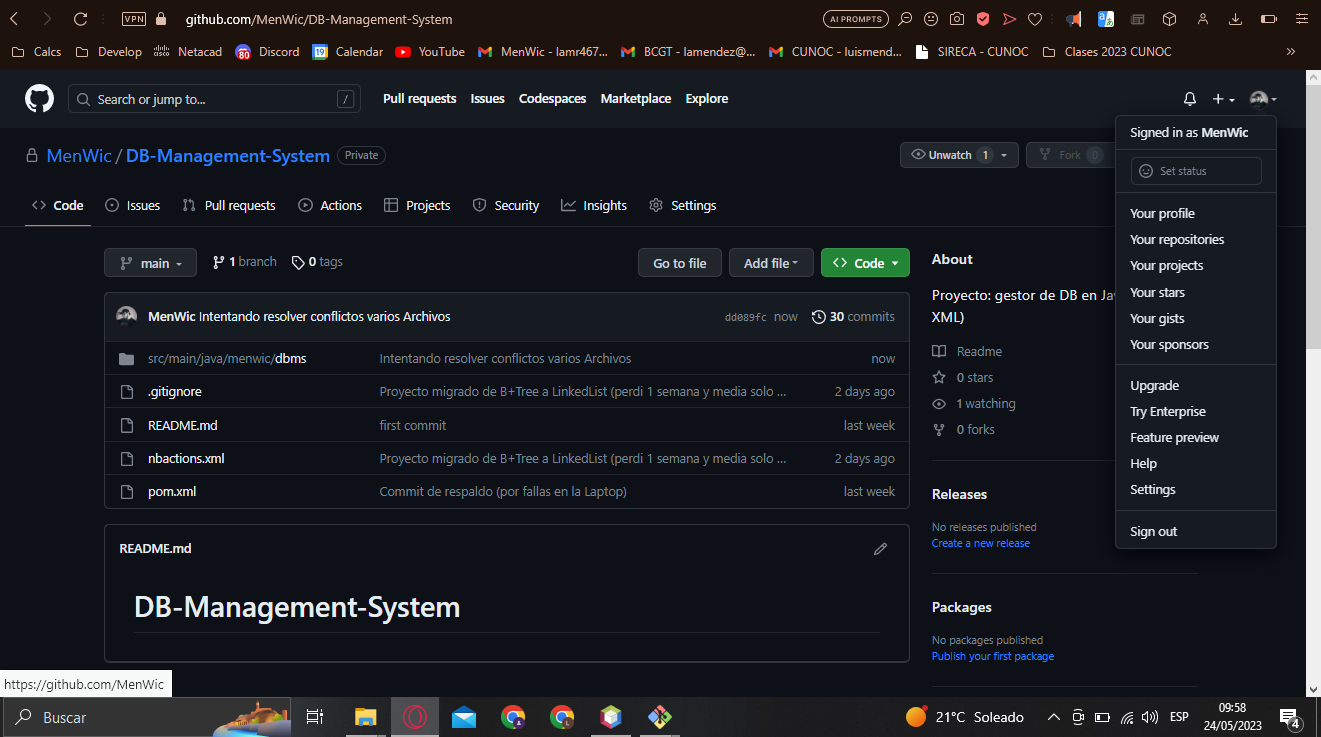 VPN github.com/MenWic/DB-Management-System AI PROMPTS
Calcs Develop Netacad 80 Discord 19 Calendar YouTube MenWic - lamr467... BCGT - lamendez@... CUNOC - luismend... SIRECA - CUNOC Clases 2023 CUNOC »
Search or jump to... / Pull requests Issues Codespaces Marketplace Explore
Signed in as MenWic
MenWic / DB-Management-System Private Unwatch 1 Fork 0
Set status
Code Issues Pull requests Actions Projects Security Insights Settings
Your profile
Your repositories
Your projects
Your stars
Your gists
Your sponsors
Upgrade
Try Enterprise
Feature preview
Help
Settings
Sign out
main 1 branch 0 tags Go to file Add file Code
MenWic Intentando resolver conflictos varios Archivos dd089fc now 30 commits
src/main/java/menwic/dbms Intentando resolver conflictos varios Archivos now
.gitignore Proyecto migrado de B+Tree a LinkedList (perdi 1 semana y media solo ... 2 days ago
README.md first commit last week
nbactions.xml Proyecto migrado de B+Tree a LinkedList (perdi 1 semana y media solo ... 2 days ago
pom.xml Commit de respaldo (por fallas en la Laptop) last week
README.md
DB-Management-System
About
Proyecto: gestor de DB en Jav
XML)
Readme
0 stars
1 watching
0 forks
Releases
No releases published
Create a new release
Packages
No packages published
Publish your first package
https://github.com/MenWic
Buscar 21°C Soleado ESP 09:58
24/05/2023 4